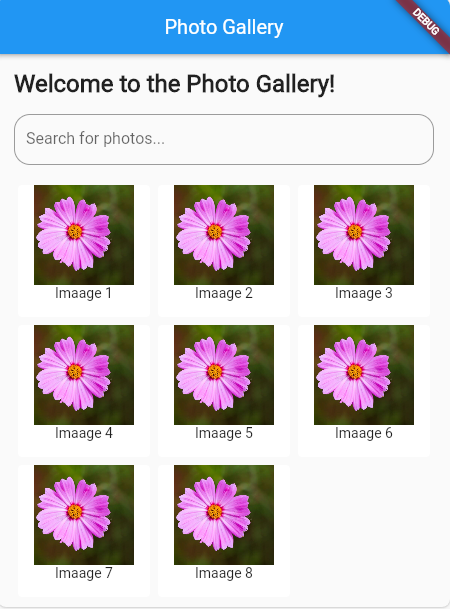 Photo Gallery
DEBUG
Welcome to the Photo Gallery!
Search for photos...
Imaage 1
Imaage 2
Imaage 3
Imaage 4
Imaage 5
Imaage 6
Imaage 7
Imaage 8